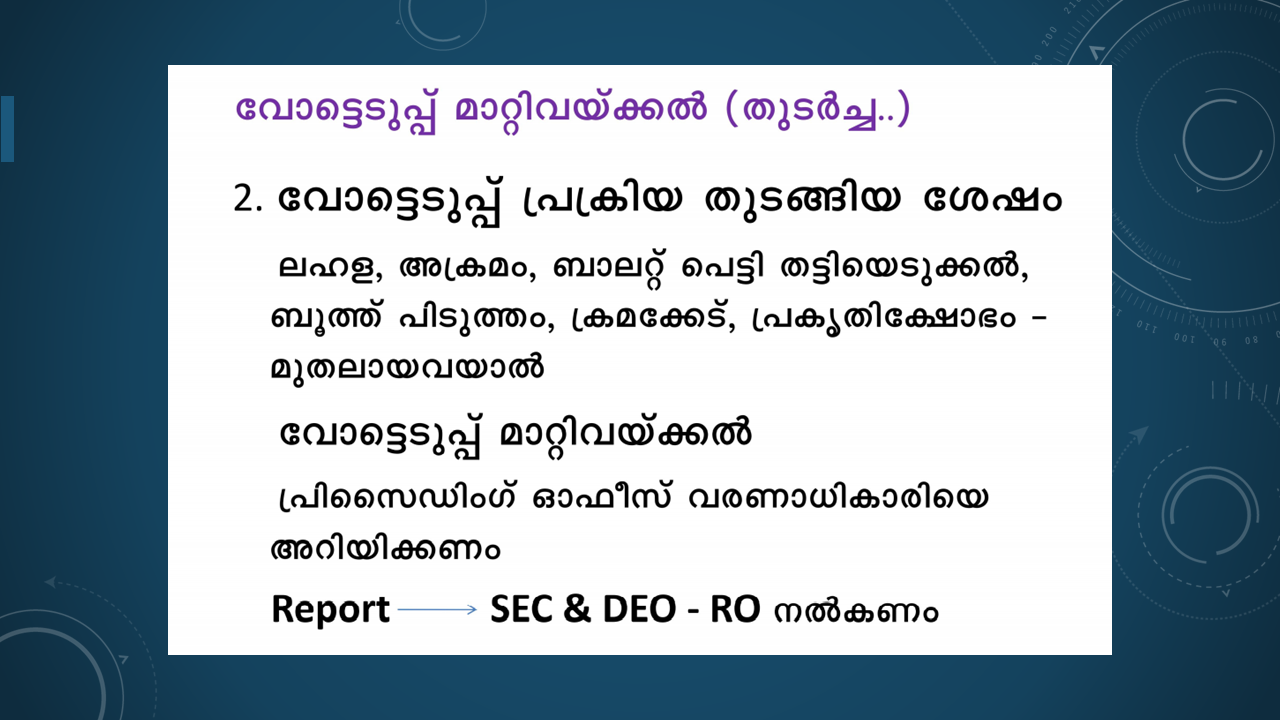 വോട്ടെടുപ്പ് മാറ്റിവയ്ക്കൽ (തുടർച്ച..)
2. വോട്ടെടുപ്പ് പ്രക്രിയ തുടങ്ങിയ ശേഷം
ലഹള, അക്രമം, ബാലറ്റ് പെട്ടി തട്ടിയെടുക്കൽ,
ബൂത്ത് പിടുത്തം, ക്രമക്കേട്, പ്രകൃതിക്ഷോഭം –
മുതലായവയാൽ
വോട്ടെടുപ്പ് മാറ്റിവയ്ക്കൽ
പ്രിസൈഡിംഗ് ഓഫീസ് വരണാധികാരിയെ
അറിയിക്കണം
Report → SEC & DEO - RO നൽകണം